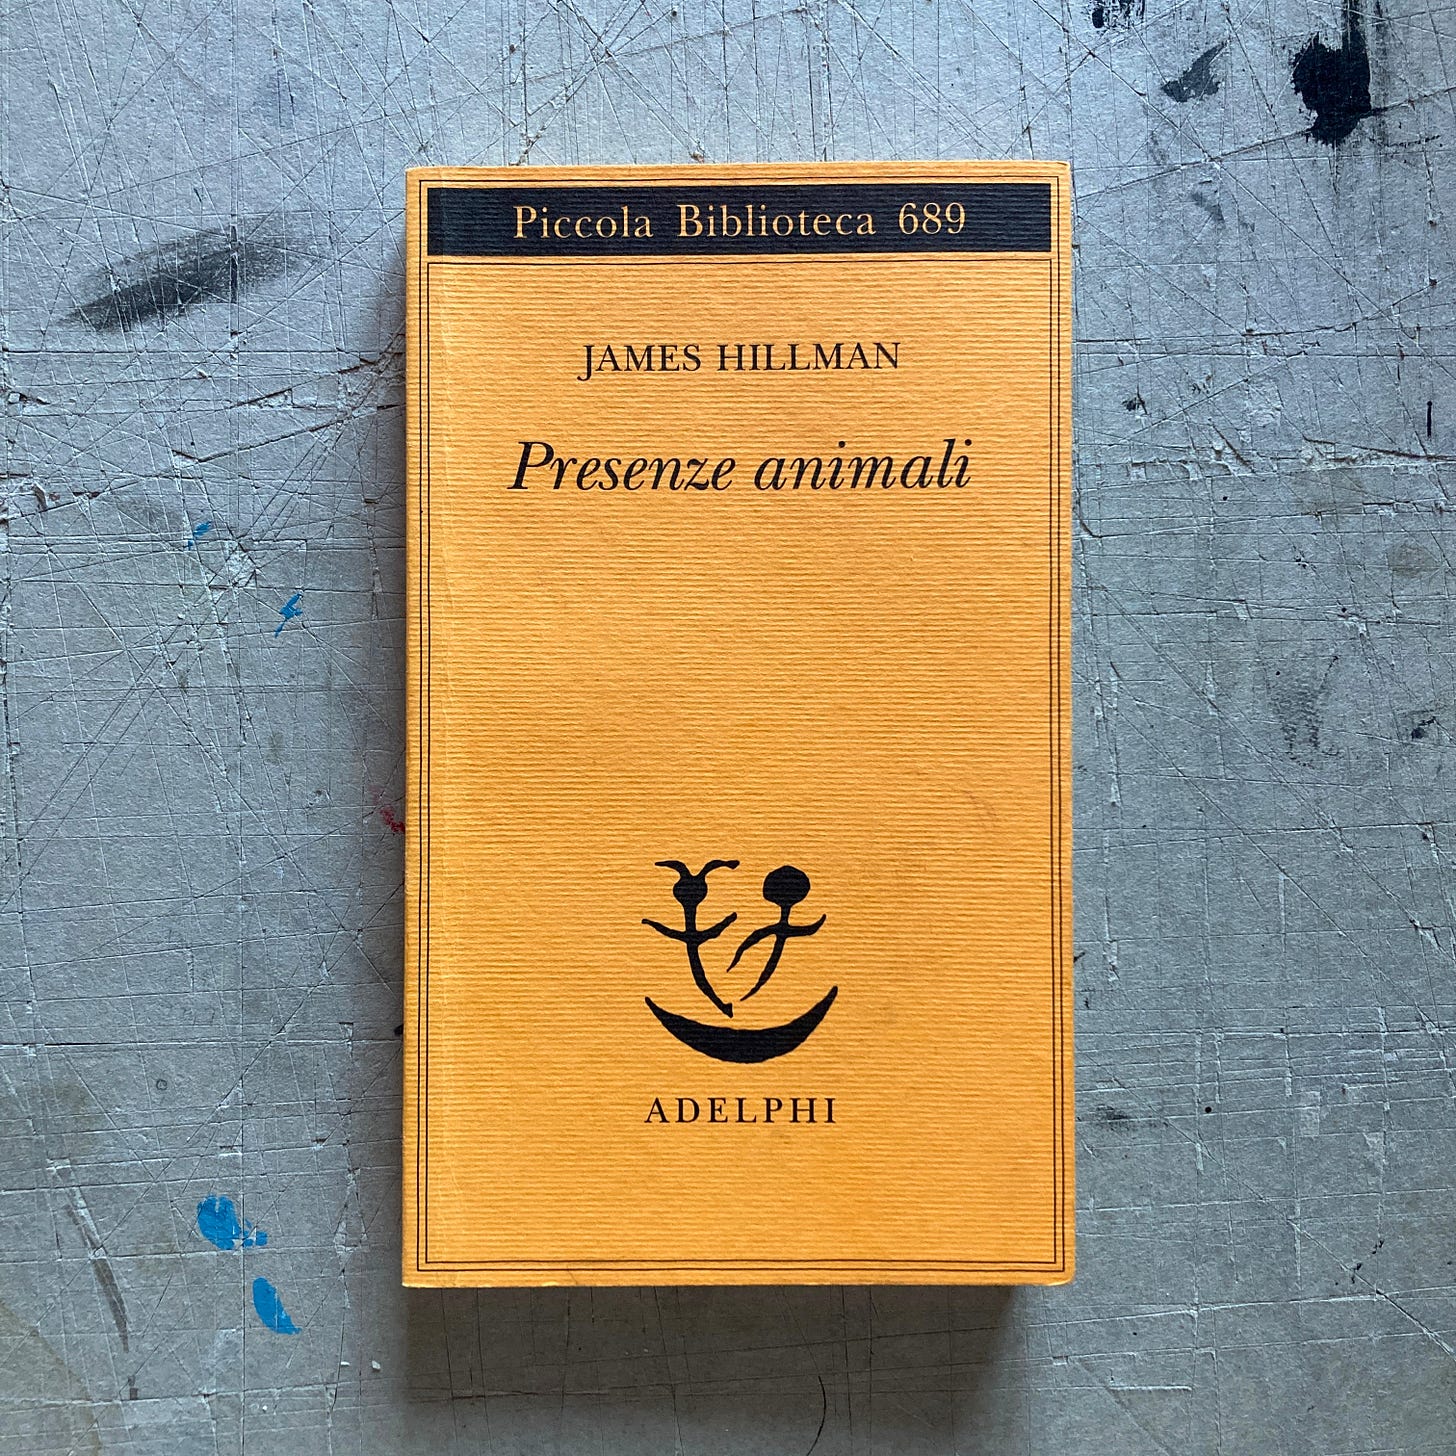 Piccola Biblioteca 689
JAMES HILLMAN
Presenze animali
ADELPHI